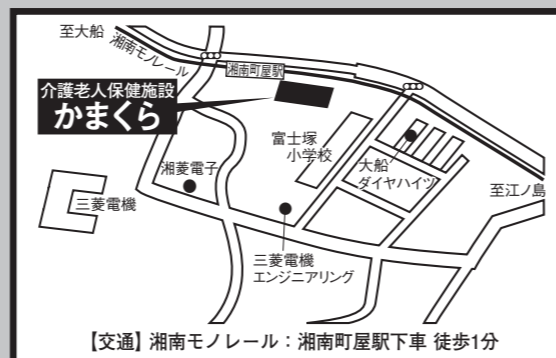 至大船
湘南モノレール
湘南町屋駅
介護老人保健施設
かまくら
富士塚
小学校
大船
ダイヤハイツ
湘菱電子
至江ノ島
三菱電機
三菱電機
エンジニアリング
【交通】湘南モノレール：湘南町屋駅下車 徒歩1分